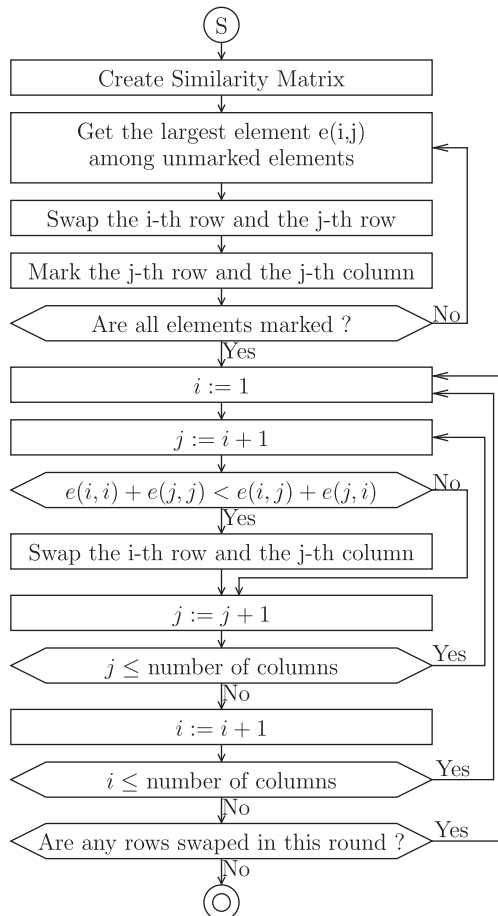 S
Create Similarity Matrix
Get the largest element e(i,j)
among unmarked elements
Swap the i-th row and the j-th row
Mark the j-th row and the j-th column
Are all elements marked ?
No
Yes
i := 1
j := i + 1
e(i, i) + e(j, j) < e(i, j) + e(j, i)
No
Yes
Swap the i-th row and the j-th column
j := j + 1
j ≤ number of columns
Yes
No
i := i + 1
i ≤ number of columns
Yes
No
Are any rows swaped in this round ?
Yes
No